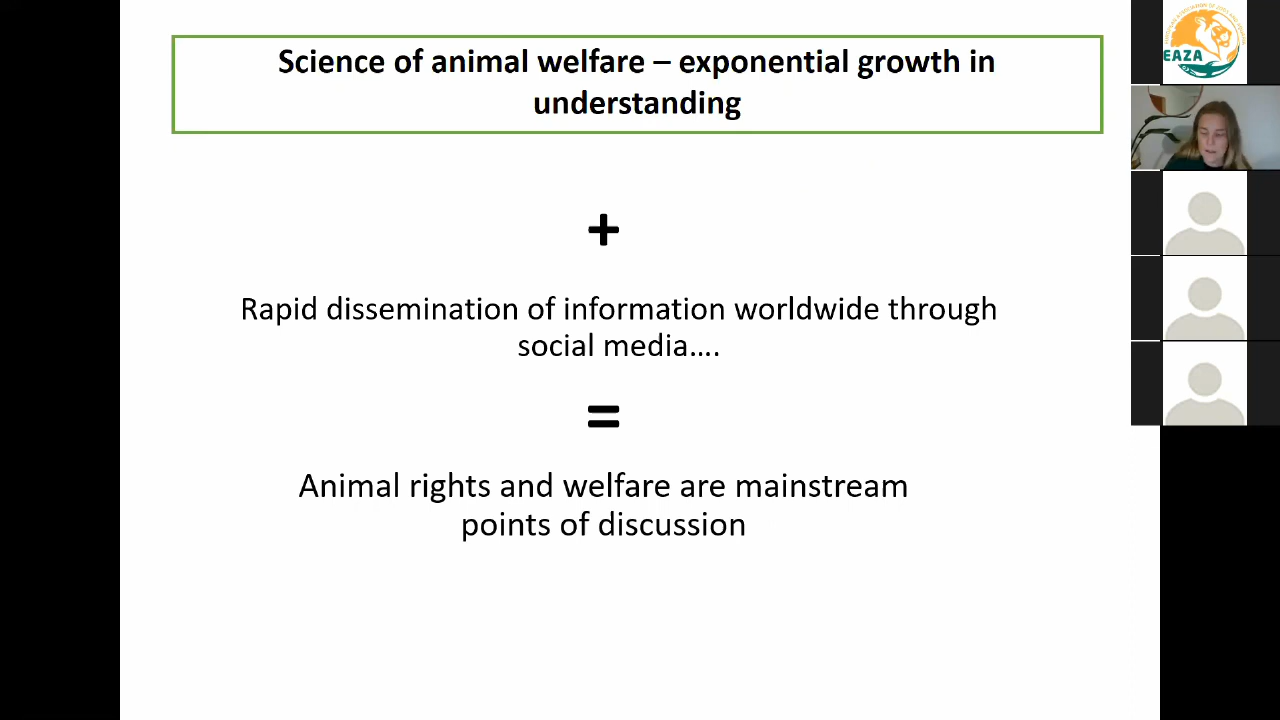 Science of animal welfare – exponential growth in
understanding
+
Rapid dissemination of information worldwide through
social media....
=
Animal rights and welfare are mainstream
points of discussion
EAZA